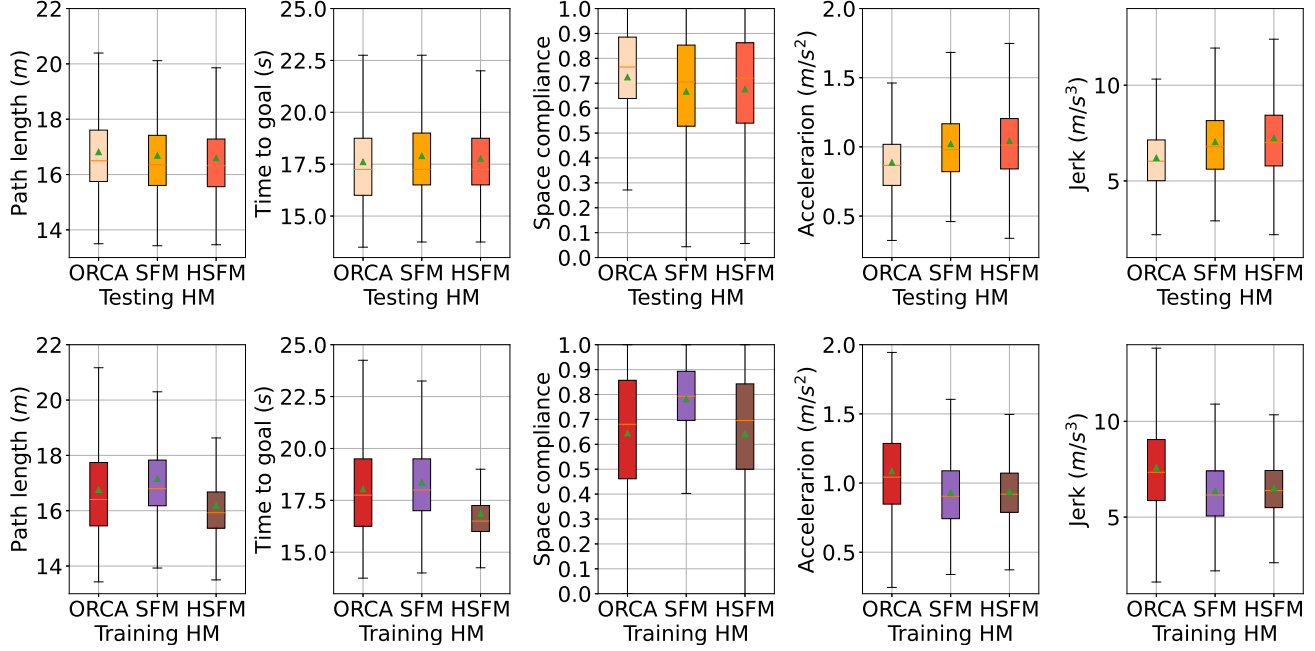 Path length (m)
22
20
18
16
14
ORCA SFM HSFM
Testing HM
Time to goal (s)
25.0
22.5
20.0
17.5
15.0
ORCA SFM HSFM
Testing HM
Space compliance
1.0
0.9
0.8
0.7
0.6
0.5
0.4
0.3
0.2
0.1
0.0
ORCA SFM HSFM
Testing HM
Accelerarion (m/s²)
2.0
1.5
1.0
0.5
ORCA SFM HSFM
Testing HM
Jerk (m/s³)
10
5
ORCA SFM HSFM
Testing HM
Path length (m)
22
20
18
16
14
ORCA SFM HSFM
Training HM
Time to goal (s)
25.0
22.5
20.0
17.5
15.0
ORCA SFM HSFM
Training HM
Space compliance
1.0
0.9
0.8
0.7
0.6
0.5
0.4
0.3
0.2
0.1
0.0
ORCA SFM HSFM
Training HM
Accelerarion (m/s²)
2.0
1.5
1.0
0.5
ORCA SFM HSFM
Training HM
Jerk (m/s³)
10
5
ORCA SFM HSFM
Training HM